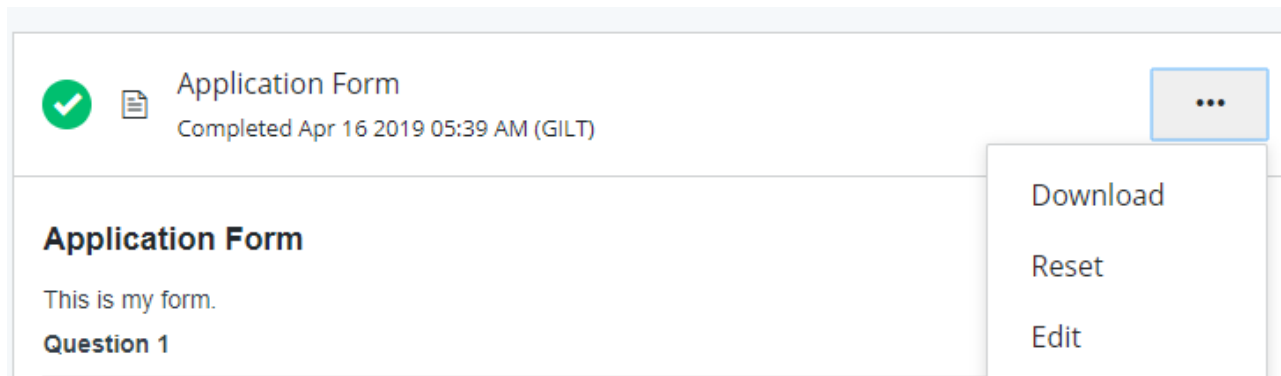 Application Form
Completed Apr 16 2019 05:39 AM (GILT)
•••
Download
Reset
Edit
Application Form
This is my form.
Question 1